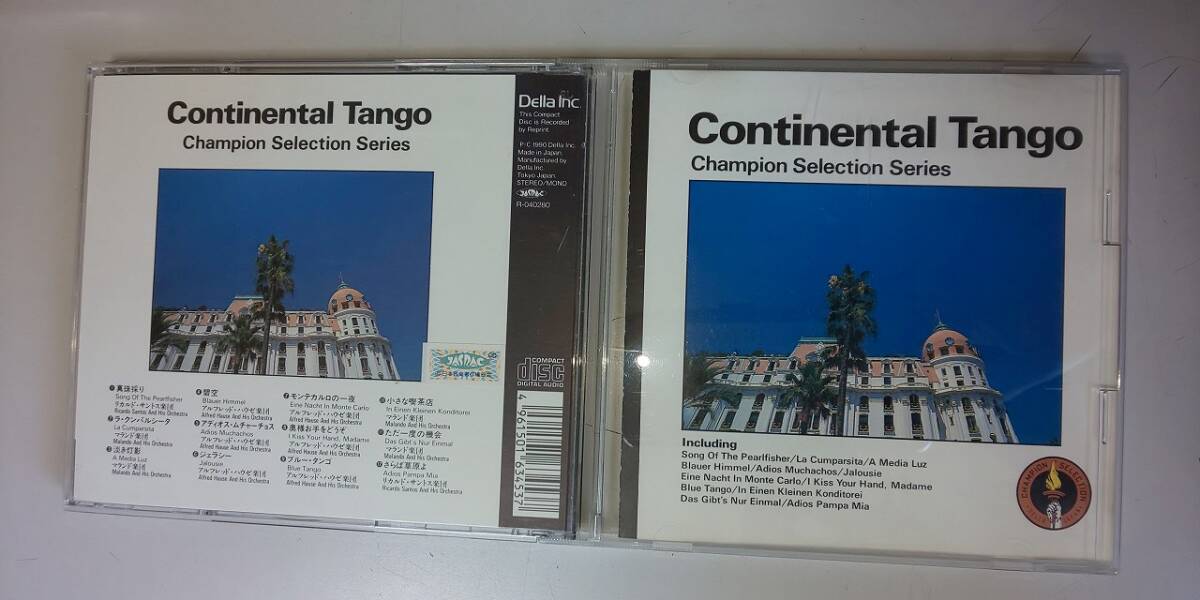 Continental Tango
Champion Selection Series
JASRAC
❶真珠採り
Song Of The Pearlfisher
リカルド・サントス楽団
Ricardo Santos And His Orchestra
❷ラ・クンパルシータ
La Cumparsita
マランド楽団
Malando And His Orchestra
❸淡き灯影
A Media Luz
マランド楽団
Malando And His Orchestra
❹碧空
Blauer Himmel
アルフレッド・ハウゼ楽団
Alfred Hause And His Orchestra
❺アディオス・ムチャーチョス
Adios Muchachos
アルフレッド・ハウゼ楽団
Alfred Hause And His Orchestra
❻ジェラシー
Jalousie
アルフレッド・ハウゼ楽団
Alfred Hause And His Orchestra
❼モンテカルロの一夜
Eine Nacht In Monte Carlo
アルフレッド・ハウゼ楽団
Alfred Hause And His Orchestra
❽奥様お手をどうぞ
I Kiss Your Hand, Madame
アルフレッド・ハウゼ楽団
Alfred Hause And His Orchestra
❾ブルー・タンゴ
Blue Tango
アルフレッド・ハウゼ楽団
Alfred Hause And His Orchestra
❿小さな喫茶店
In Einen Kleinen Konditorei
マランド楽団
Malando And His Orchestra
⓫ただ一度の機会
Das Gibt's Nur Einmal
マランド楽団
Malando And His Orchestra
⓬さらば草原よ
Adios Pampa Mia
リカルド・サントス楽団
Ricardo Santos And His Orchestra
Della Inc.
This Compact
Disc is Recorded
by Reprint.
P·C 1990 Della Inc.
Made in Japan.
Manufactured by
Della Inc.
Tokyo Japan.
STEREO/MONO
JASRAC
R-040280
COMPACT
disc
DIGITAL AUDIO
4 961501 634537
Continental Tango
Champion Selection Series
Including
Song Of The Pearlfisher/La Cumparsita/A Media Luz
Blauer Himmel/Adios Muchachos/Jalousie
Eine Nacht In Monte Carlo/I Kiss Your Hand, Madame
Blue Tango/In Einen Kleinen Konditorei
Das Gibt's Nur Einmal/Adios Pampa Mia
CHAMPION SELECTION